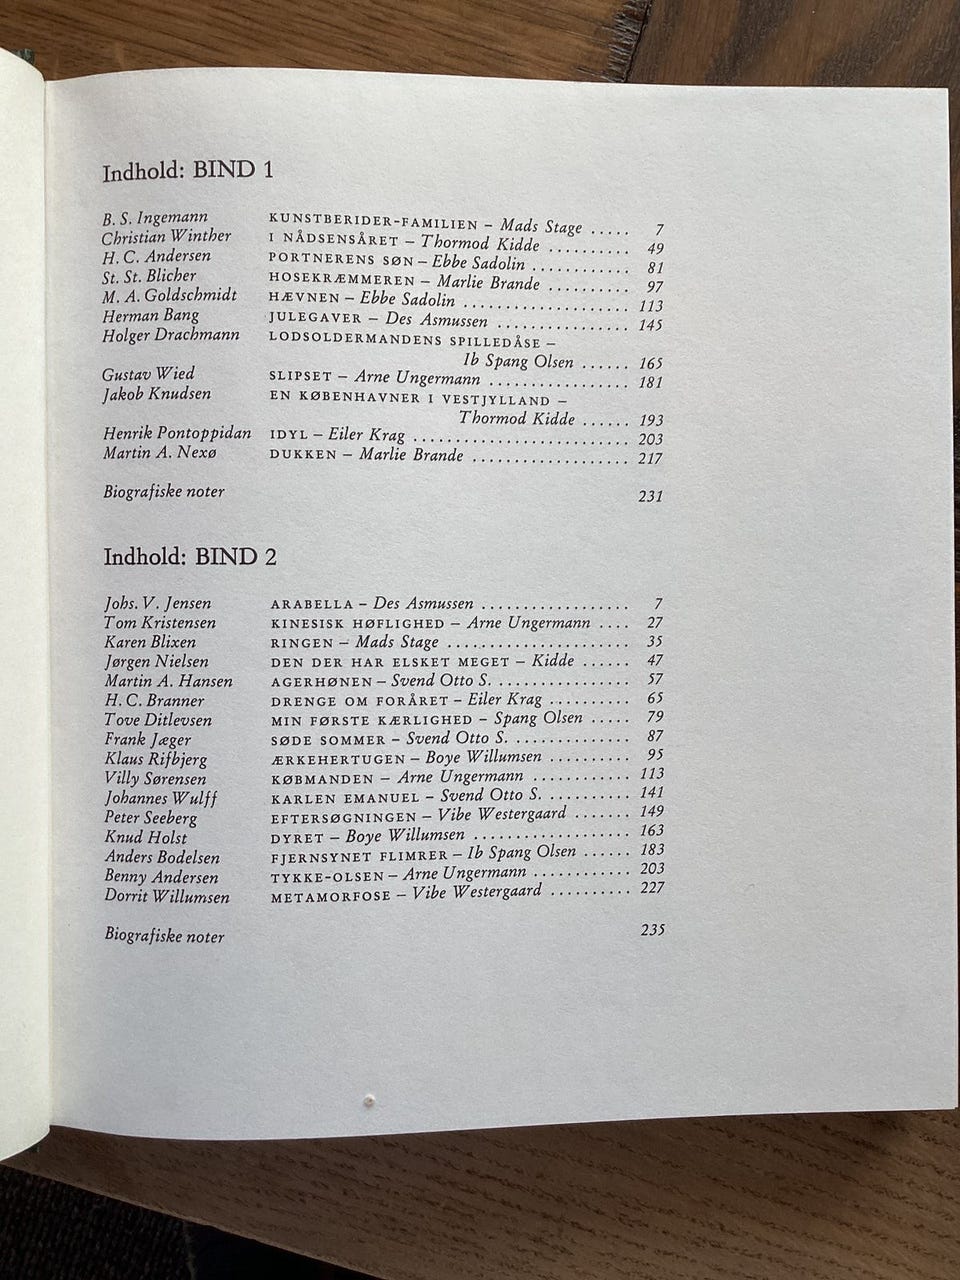 Indhold: BIND 1
B. S. Ingemann KUNSTBERIDER-FAMILIEN – Mads Stage ..... 7
Christian Winther I NÅDSENSÅRET – Thormod Kidde .......... 49
H. C. Andersen PORTNERENS SØN – Ebbe Sadolin ............ 81
St. St. Blicher HOSEKRÆMMEREN – Marlie Brande .......... 97
M. A. Goldschmidt HÆVNEN – Ebbe Sadolin .................... 113
Herman Bang JULEGAVER – Des Asmussen ................ 145
Holger Drachmann LODSOLDERMANDENS SPILLEDÅSE –
Ib Spang Olsen ...... 165
Gustav Wied SLIPSET – Arne Ungermann ................. 181
Jakob Knudsen EN KØBENHAVNER I VESTJYLLAND –
Thormod Kidde ...... 193
Henrik Pontoppidan IDYL – Eiler Krag .......................... 203
Martin A. Nexø DUKKEN – Marlie Brande ................... 217
Biografiske noter 231
Indhold: BIND 2
Johs. V. Jensen ARABELLA – Des Asmussen .................. 7
Tom Kristensen KINESISK HØFLIGHED – Arne Ungermann .... 27
Karen Blixen RINGEN – Mads Stage ...................... 35
Jørgen Nielsen DEN DER HAR ELSKET MEGET – Kidde ...... 47
Martin A. Hansen AGERHØNEN – Svend Otto S. ................ 57
H. C. Branner DRENGE OM FORÅRET – Eiler Krag .......... 65
Tove Ditlevsen MIN FØRSTE KÆRLIGHED – Spang Olsen ..... 79
Frank Jæger SØDE SOMMER – Svend Otto S. .............. 87
Klaus Rifbjerg ÆRKEHERTUGEN – Boye Willumsen .......... 95
Villy Sørensen KØBMANDEN – Arne Ungermann ............ 113
Johannes Wulff KARLEN EMANUEL – Svend Otto S. .......... 141
Peter Seeberg EFTERSØGNINGEN – Vibe Westergaard ....... 149
Knud Holst DYRET – Boye Willumsen ................... 163
Anders Bodelsen FJERNSYNET FLIMRER – Ib Spang Olsen ...... 183
Benny Andersen TYKKE-OLSEN – Arne Ungermann ............ 203
Dorrit Willumsen METAMORFOSE – Vibe Westergaard .......... 227
Biografiske noter 235